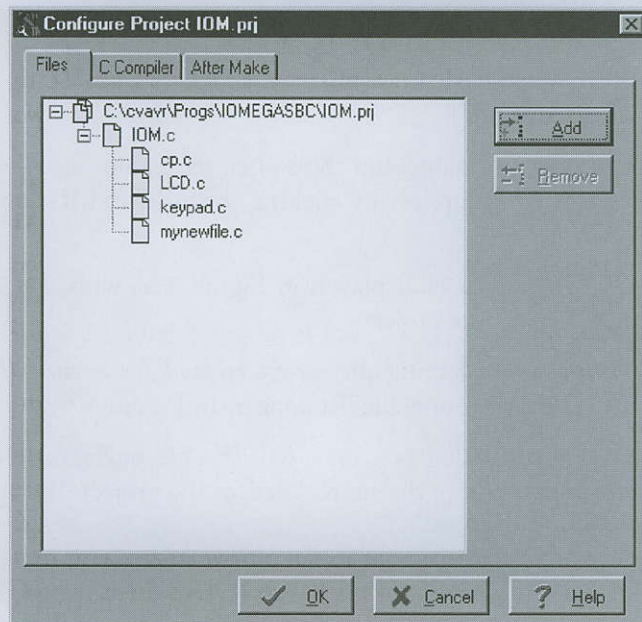 Configure Project IOM.prj
Files C Compiler After Make
C:\cvavr\Progs\IOMEGASBC\IOM.prj
IOM.c
cp.c
LCD.c
keypad.c
mynewfile.c
Add
Remove
OK Cancel Help